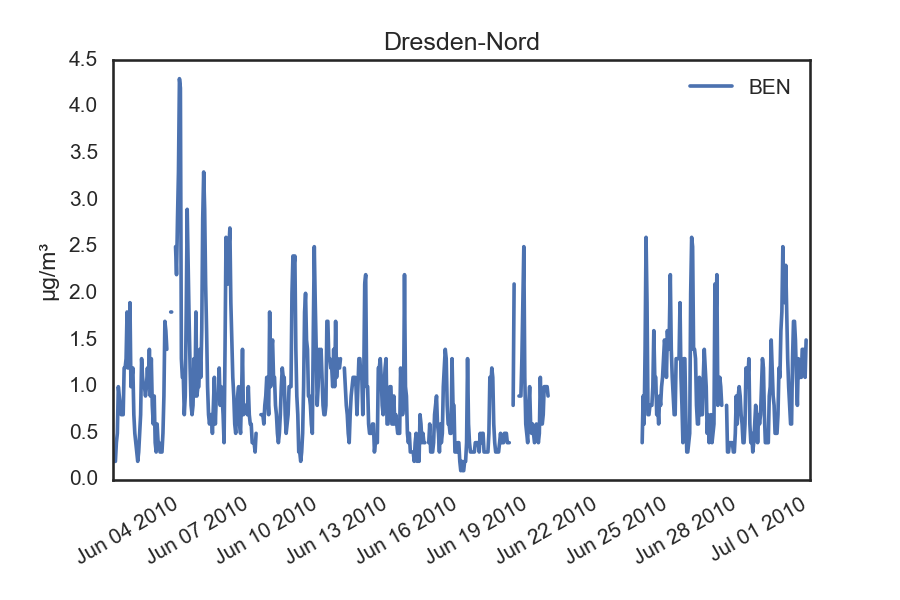 Dresden-Nord
BEN
µg/m³
4.5
4.0
3.5
3.0
2.5
2.0
1.5
1.0
0.5
0.0
Jun 04 2010
Jun 07 2010
Jun 10 2010
Jun 13 2010
Jun 16 2010
Jun 19 2010
Jun 22 2010
Jun 25 2010
Jun 28 2010
Jul 01 2010